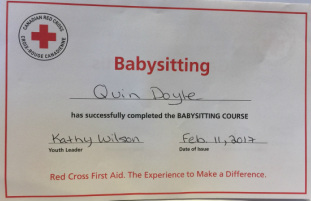 CANADIAN RED CROSS
CROIX-ROUGE CANADIENNE
Babysitting
Quin Doyle
has successfully completed the BABYSITTING COURSE
Kathy Wilson Feb. 11, 2017
Youth Leader Date of Issue
Red Cross First Aid. The Experience to Make a Difference.